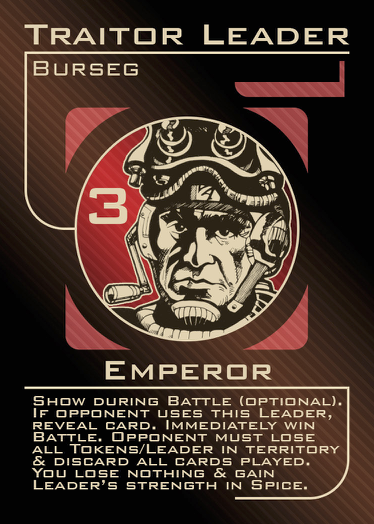 Traitor Leader
Burseg
3
Emperor
Show during Battle (optional).
If opponent uses this Leader,
reveal card. Immediately win
Battle. Opponent must lose
all Tokens/Leader in territory
& discard all cards played.
You lose nothing & gain
Leader's strength in Spice.